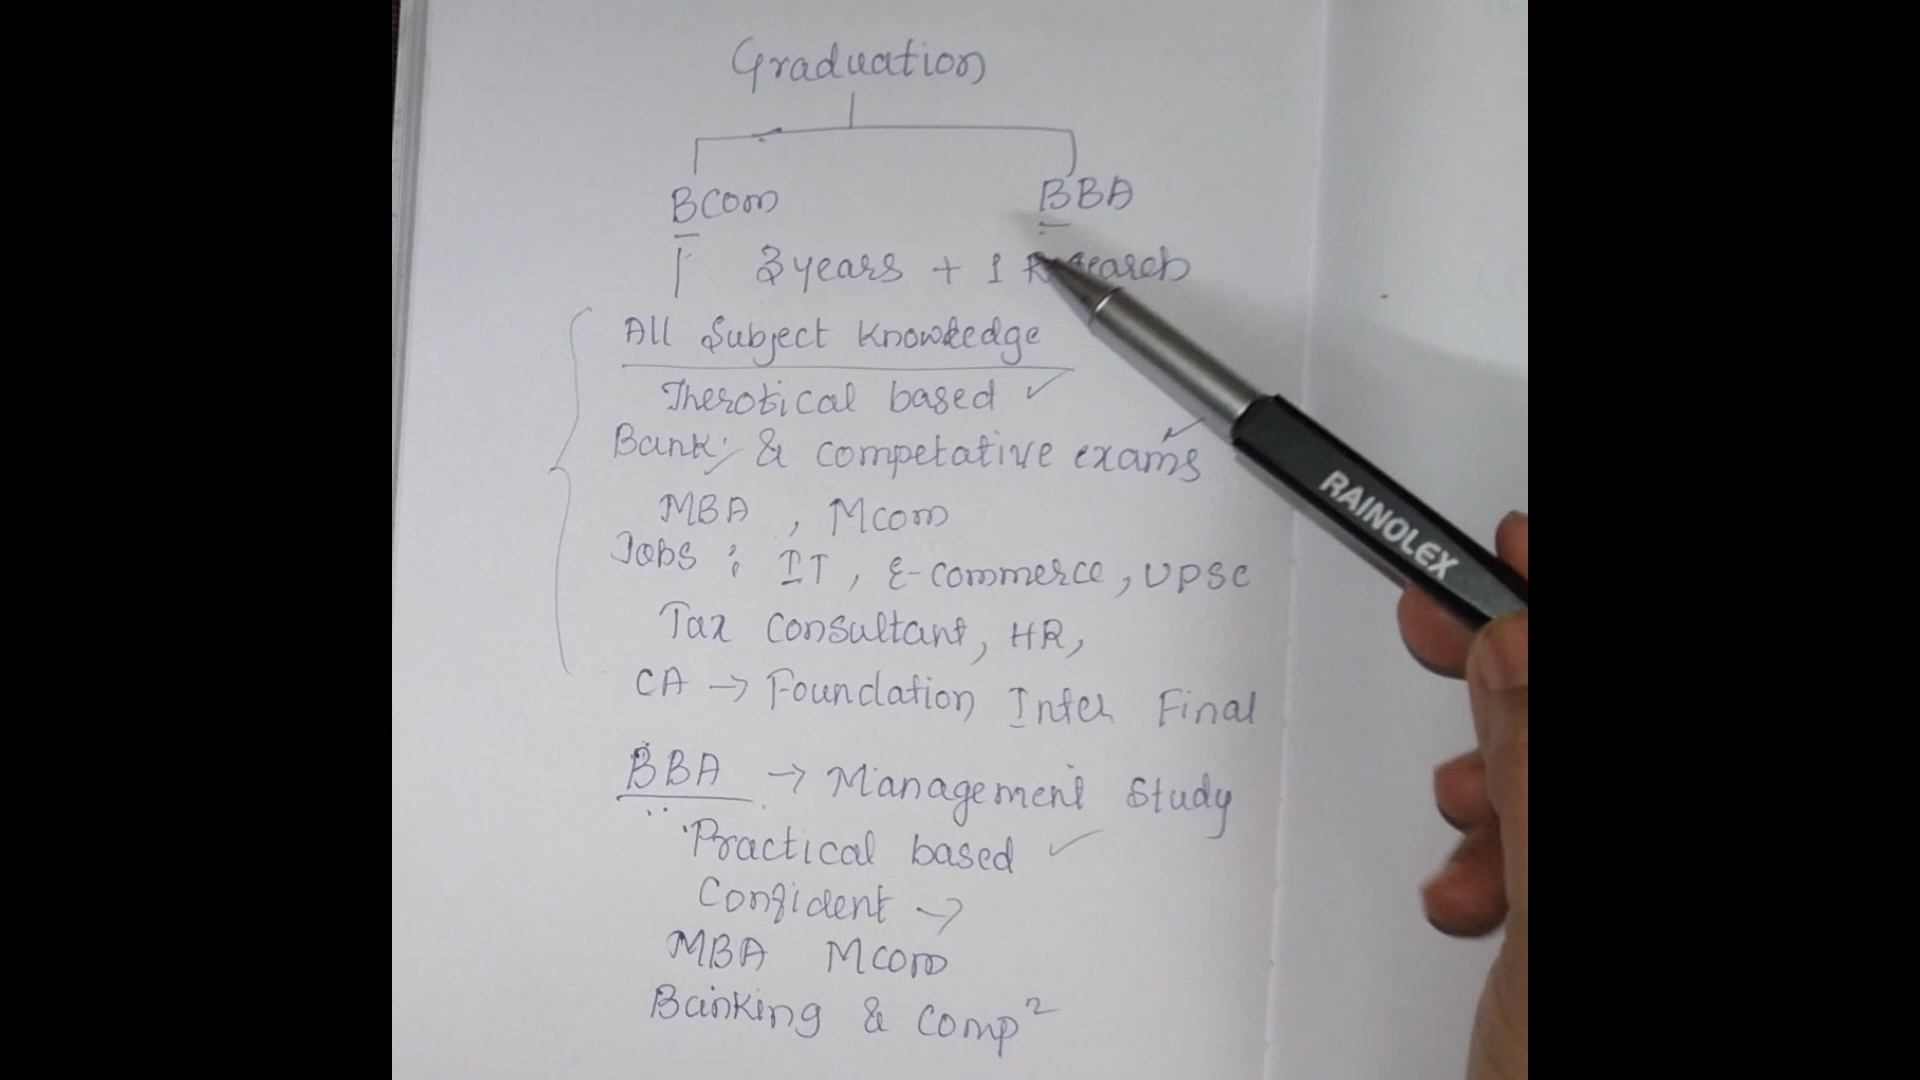 Graduation
Bcom BBA
3 years + 1 Research
All Subject Knowledge
Therotical based ✓
Bank & competative exams
MBA, Mcom
Jobs : IT, E-commerce, UPSC
Tax Consultant, HR,
CA → Foundation Inter Final
BBA → Management Study
Practical based ✓
Confident →
MBA Mcom
Banking & comp²
RAINOLEX